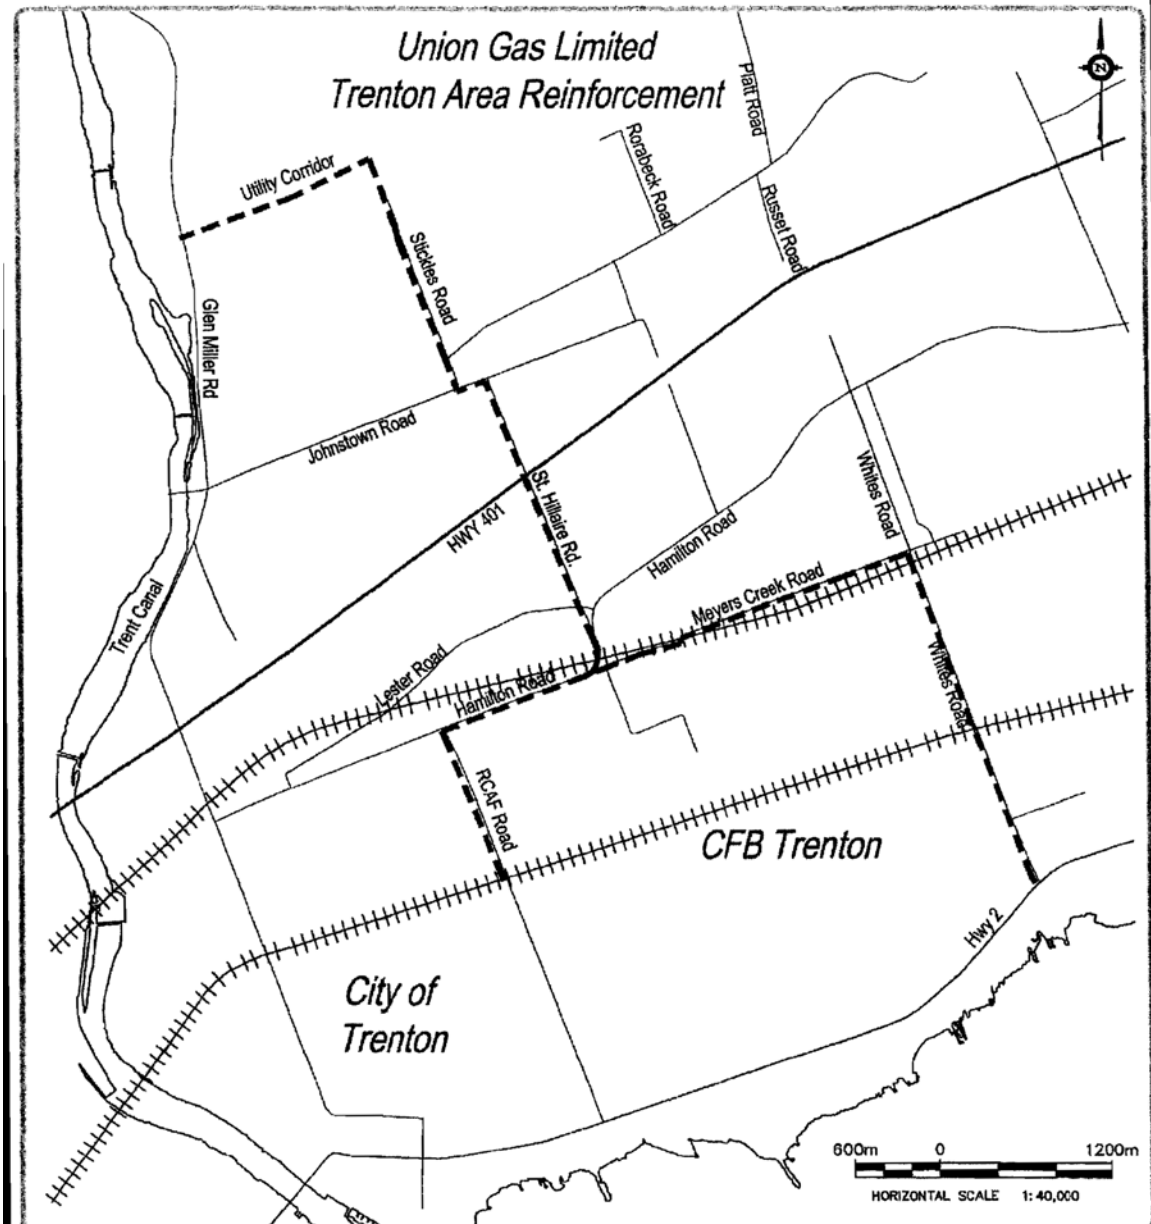 Union Gas Limited
Trenton Area Reinforcement
N
Platt Road
Rorabeck Road
Utility Corridor
Russet Road
Stickles Road
Glen Miller Rd
Johnstown Road
HWY 401
St. Hillaire Rd.
Whites Road
Hamilton Road
Trent Canal
Meyers Creek Road
Lester Road
Hamilton Road
Whites Road
RCAF Road
CFB Trenton
Hwy 2
City of
Trenton
600m 0 1200m
HORIZONTAL SCALE 1: 40,000